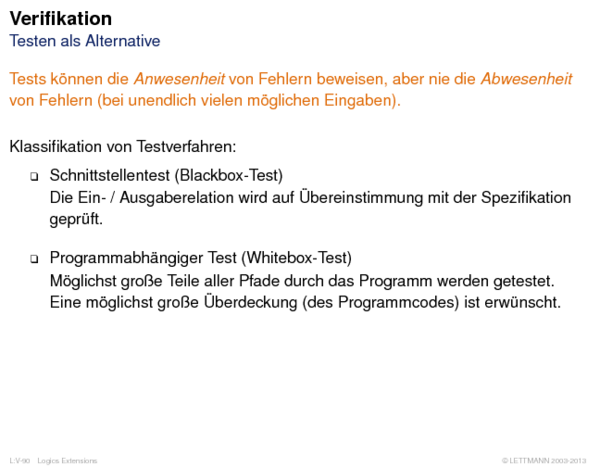 Verifikation
Testen als Alternative
Tests können die Anwesenheit von Fehlern beweisen, aber nie die Abwesenheit
von Fehlern (bei unendlich vielen möglichen Eingaben).
Klassifikation von Testverfahren:
❑ Schnittstellentest (Blackbox-Test)
Die Ein- / Ausgaberelation wird auf Übereinstimmung mit der Spezifikation
geprüft.
❑ Programmabhängiger Test (Whitebox-Test)
Möglichst große Teile aller Pfade durch das Programm werden getestet.
Eine möglichst große Überdeckung (des Programmcodes) ist erwünscht.
L:V-90 Logics Extensions © LETTMANN 2003-2013